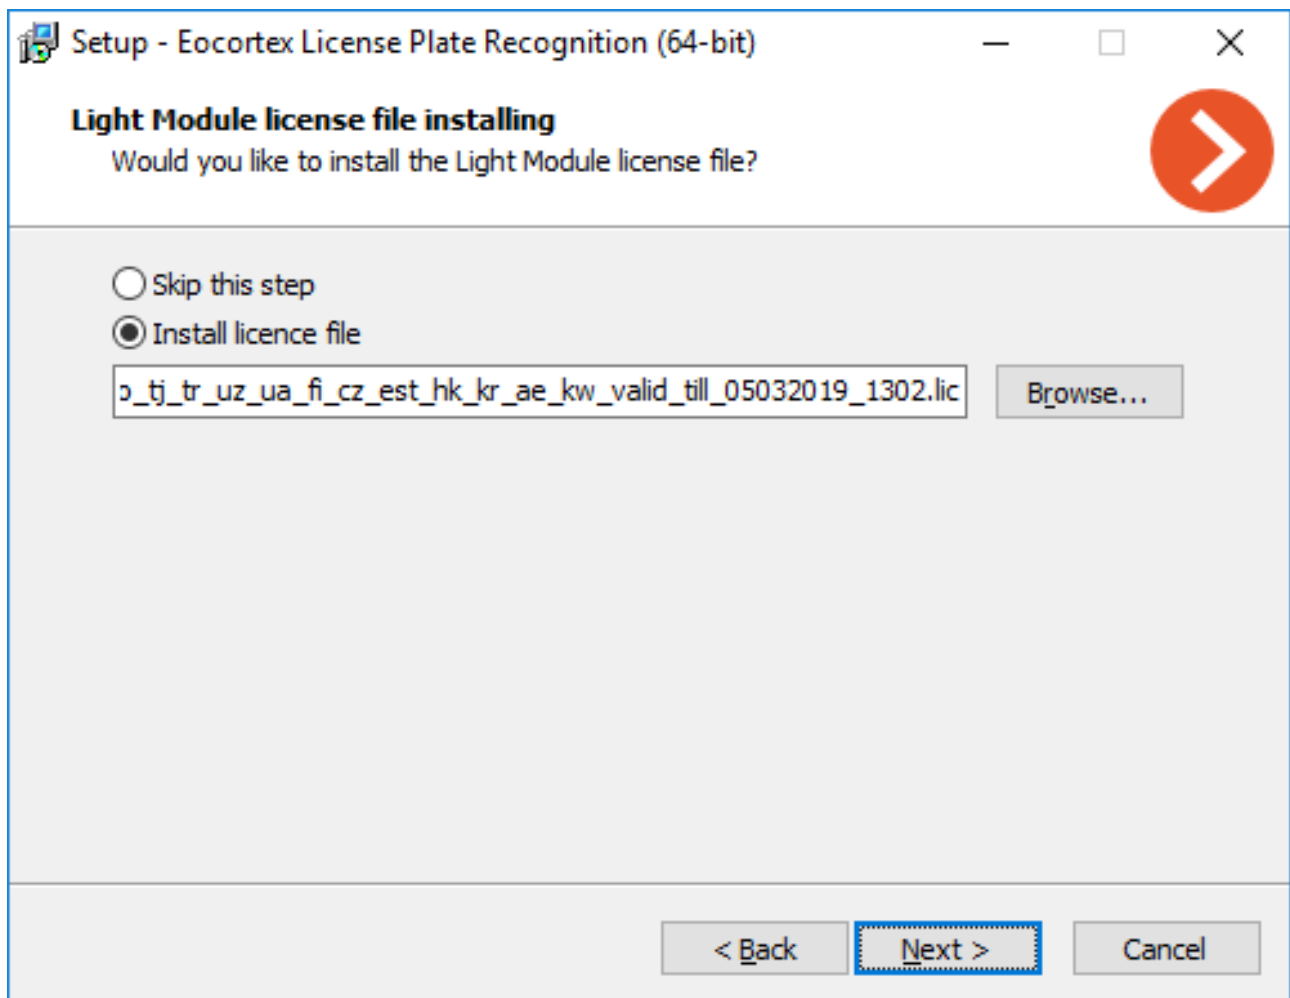 Setup - Eocortex License Plate Recognition (64-bit)
Light Module license file installing
Would you like to install the Light Module license file?
Skip this step
Install licence file
_tj_tr_uz_ua_fi_cz_est_hk_kr_ae_kw_valid_till_05032019_1302.lic
Browse...
< Back
Next >
Cancel